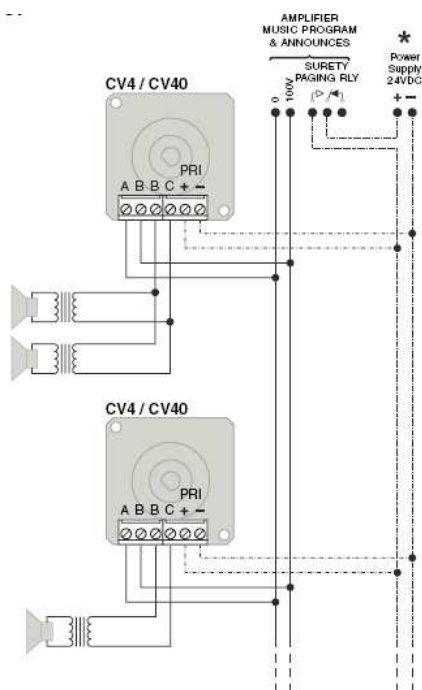 AMPLIFIER
MUSIC PROGRAM
& ANNOUNCES
*
Power
Supply
24VDC
+ −
SURETY
PAGING RLY
0
100V
CV4 / CV40
PRI
A B B C + −
CV4 / CV40
PRI
A B B C + −